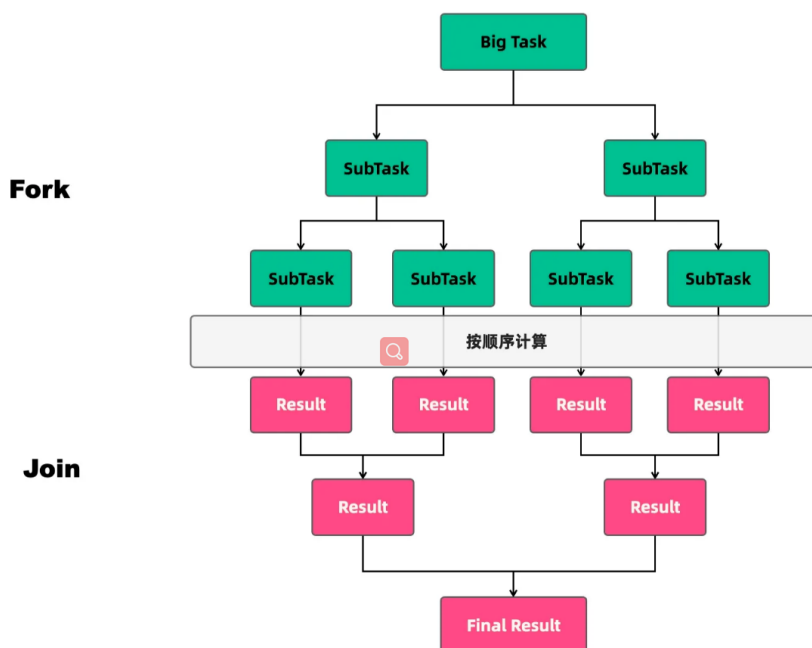 Big Task
SubTask
SubTask
Fork
SubTask
SubTask
SubTask
SubTask
按顺序计算
Result
Result
Result
Result
Join
Result
Result
Final Result